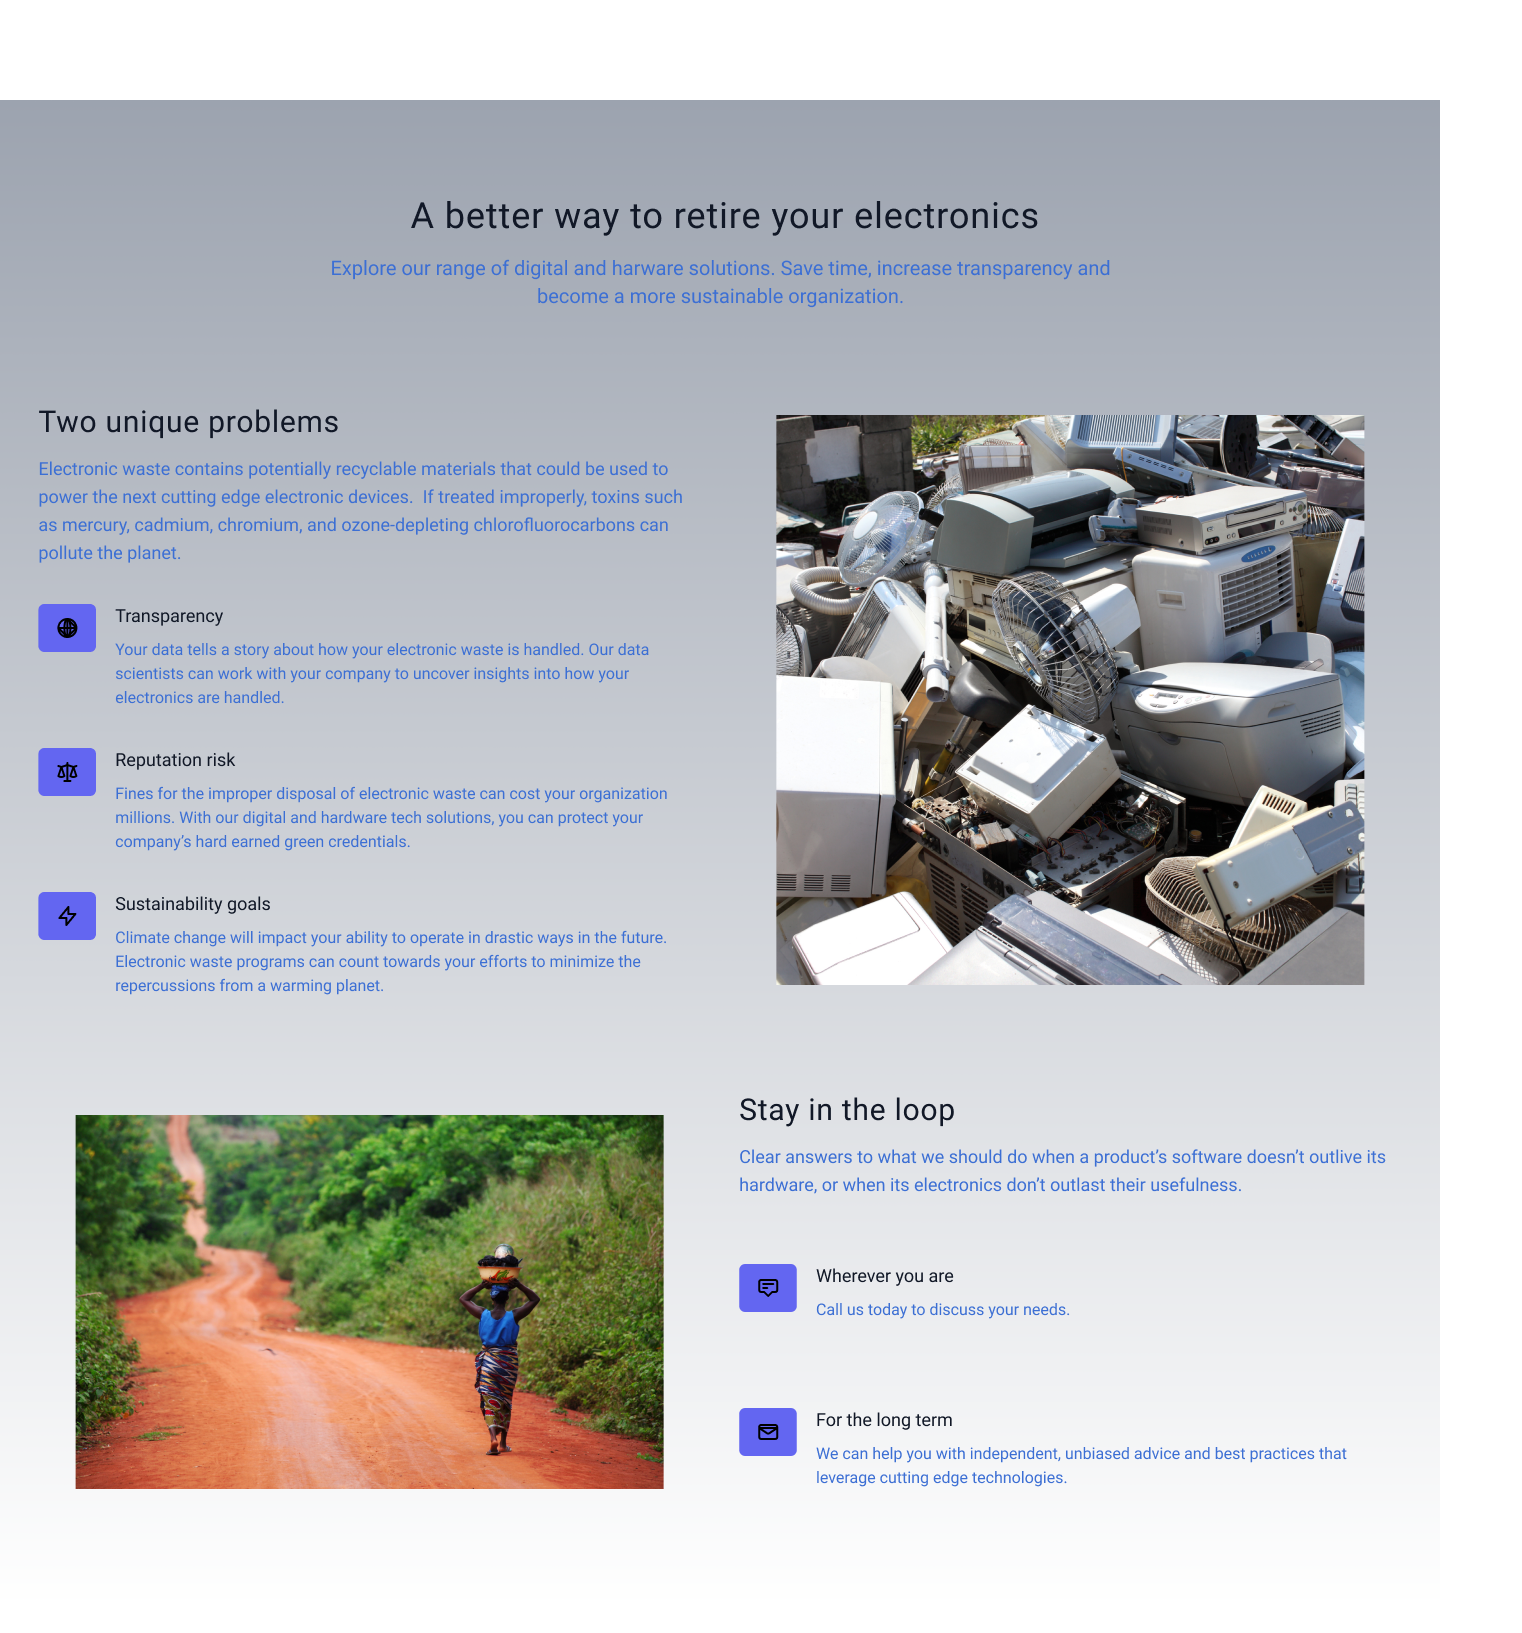 A better way to retire your electronics
Explore our range of digital and harware solutions. Save time, increase transparency and
become a more sustainable organization.
Two unique problems
Electronic waste contains potentially recyclable materials that could be used to
power the next cutting edge electronic devices.  If treated improperly, toxins such
as mercury, cadmium, chromium, and ozone-depleting chlorofluorocarbons can
pollute the planet.
Transparency
Your data tells a story about how your electronic waste is handled. Our data
scientists can work with your company to uncover insights into how your
electronics are handled.
Reputation risk
Fines for the improper disposal of electronic waste can cost your organization
millions. With our digital and hardware tech solutions, you can protect your
company’s hard earned green credentials.
Sustainability goals
Climate change will impact your ability to operate in drastic ways in the future.
Electronic waste programs can count towards your efforts to minimize the
repercussions from a warming planet.
Stay in the loop
Clear answers to what we should do when a product’s software doesn’t outlive its
hardware, or when its electronics don’t outlast their usefulness.
Wherever you are
Call us today to discuss your needs.
For the long term
We can help you with independent, unbiased advice and best practices that
leverage cutting edge technologies.